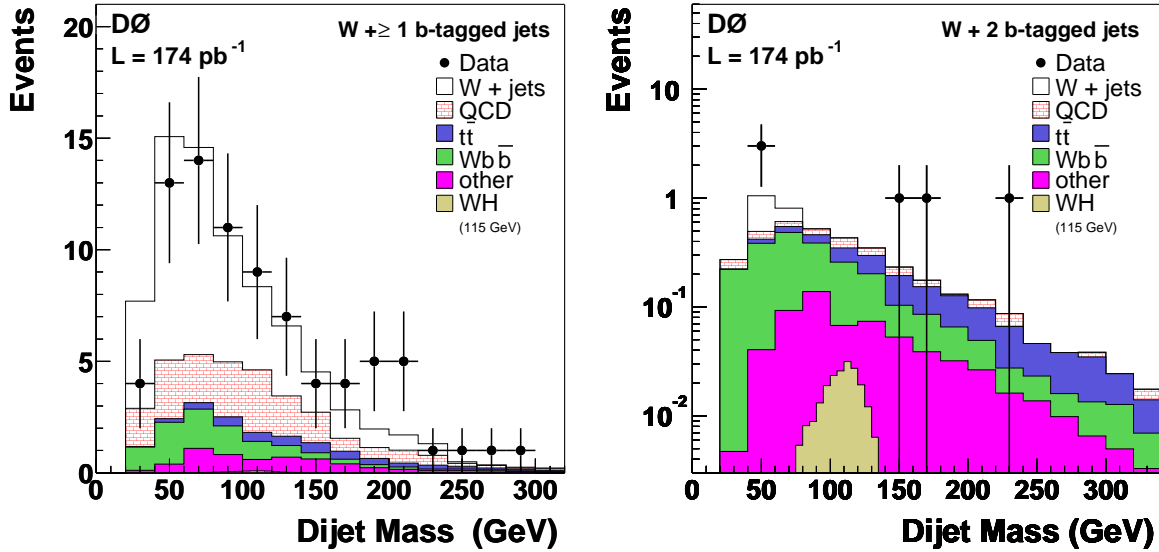 Events
20
15
10
5
0
DØ
L = 174 pb⁻¹
W +≥ 1 b-tagged jets
Data
W + jets
QCD
tt̄
Wbb̄
other
WH
(115 GeV)
0 50 100 150 200 250 300
Dijet Mass (GeV)
Events
10
1
10⁻¹
10⁻²
DØ
L = 174 pb⁻¹
W + 2 b-tagged jets
Data
W + jets
QCD
tt̄
Wbb̄
other
WH
(115 GeV)
0 50 100 150 200 250 300
Dijet Mass (GeV)